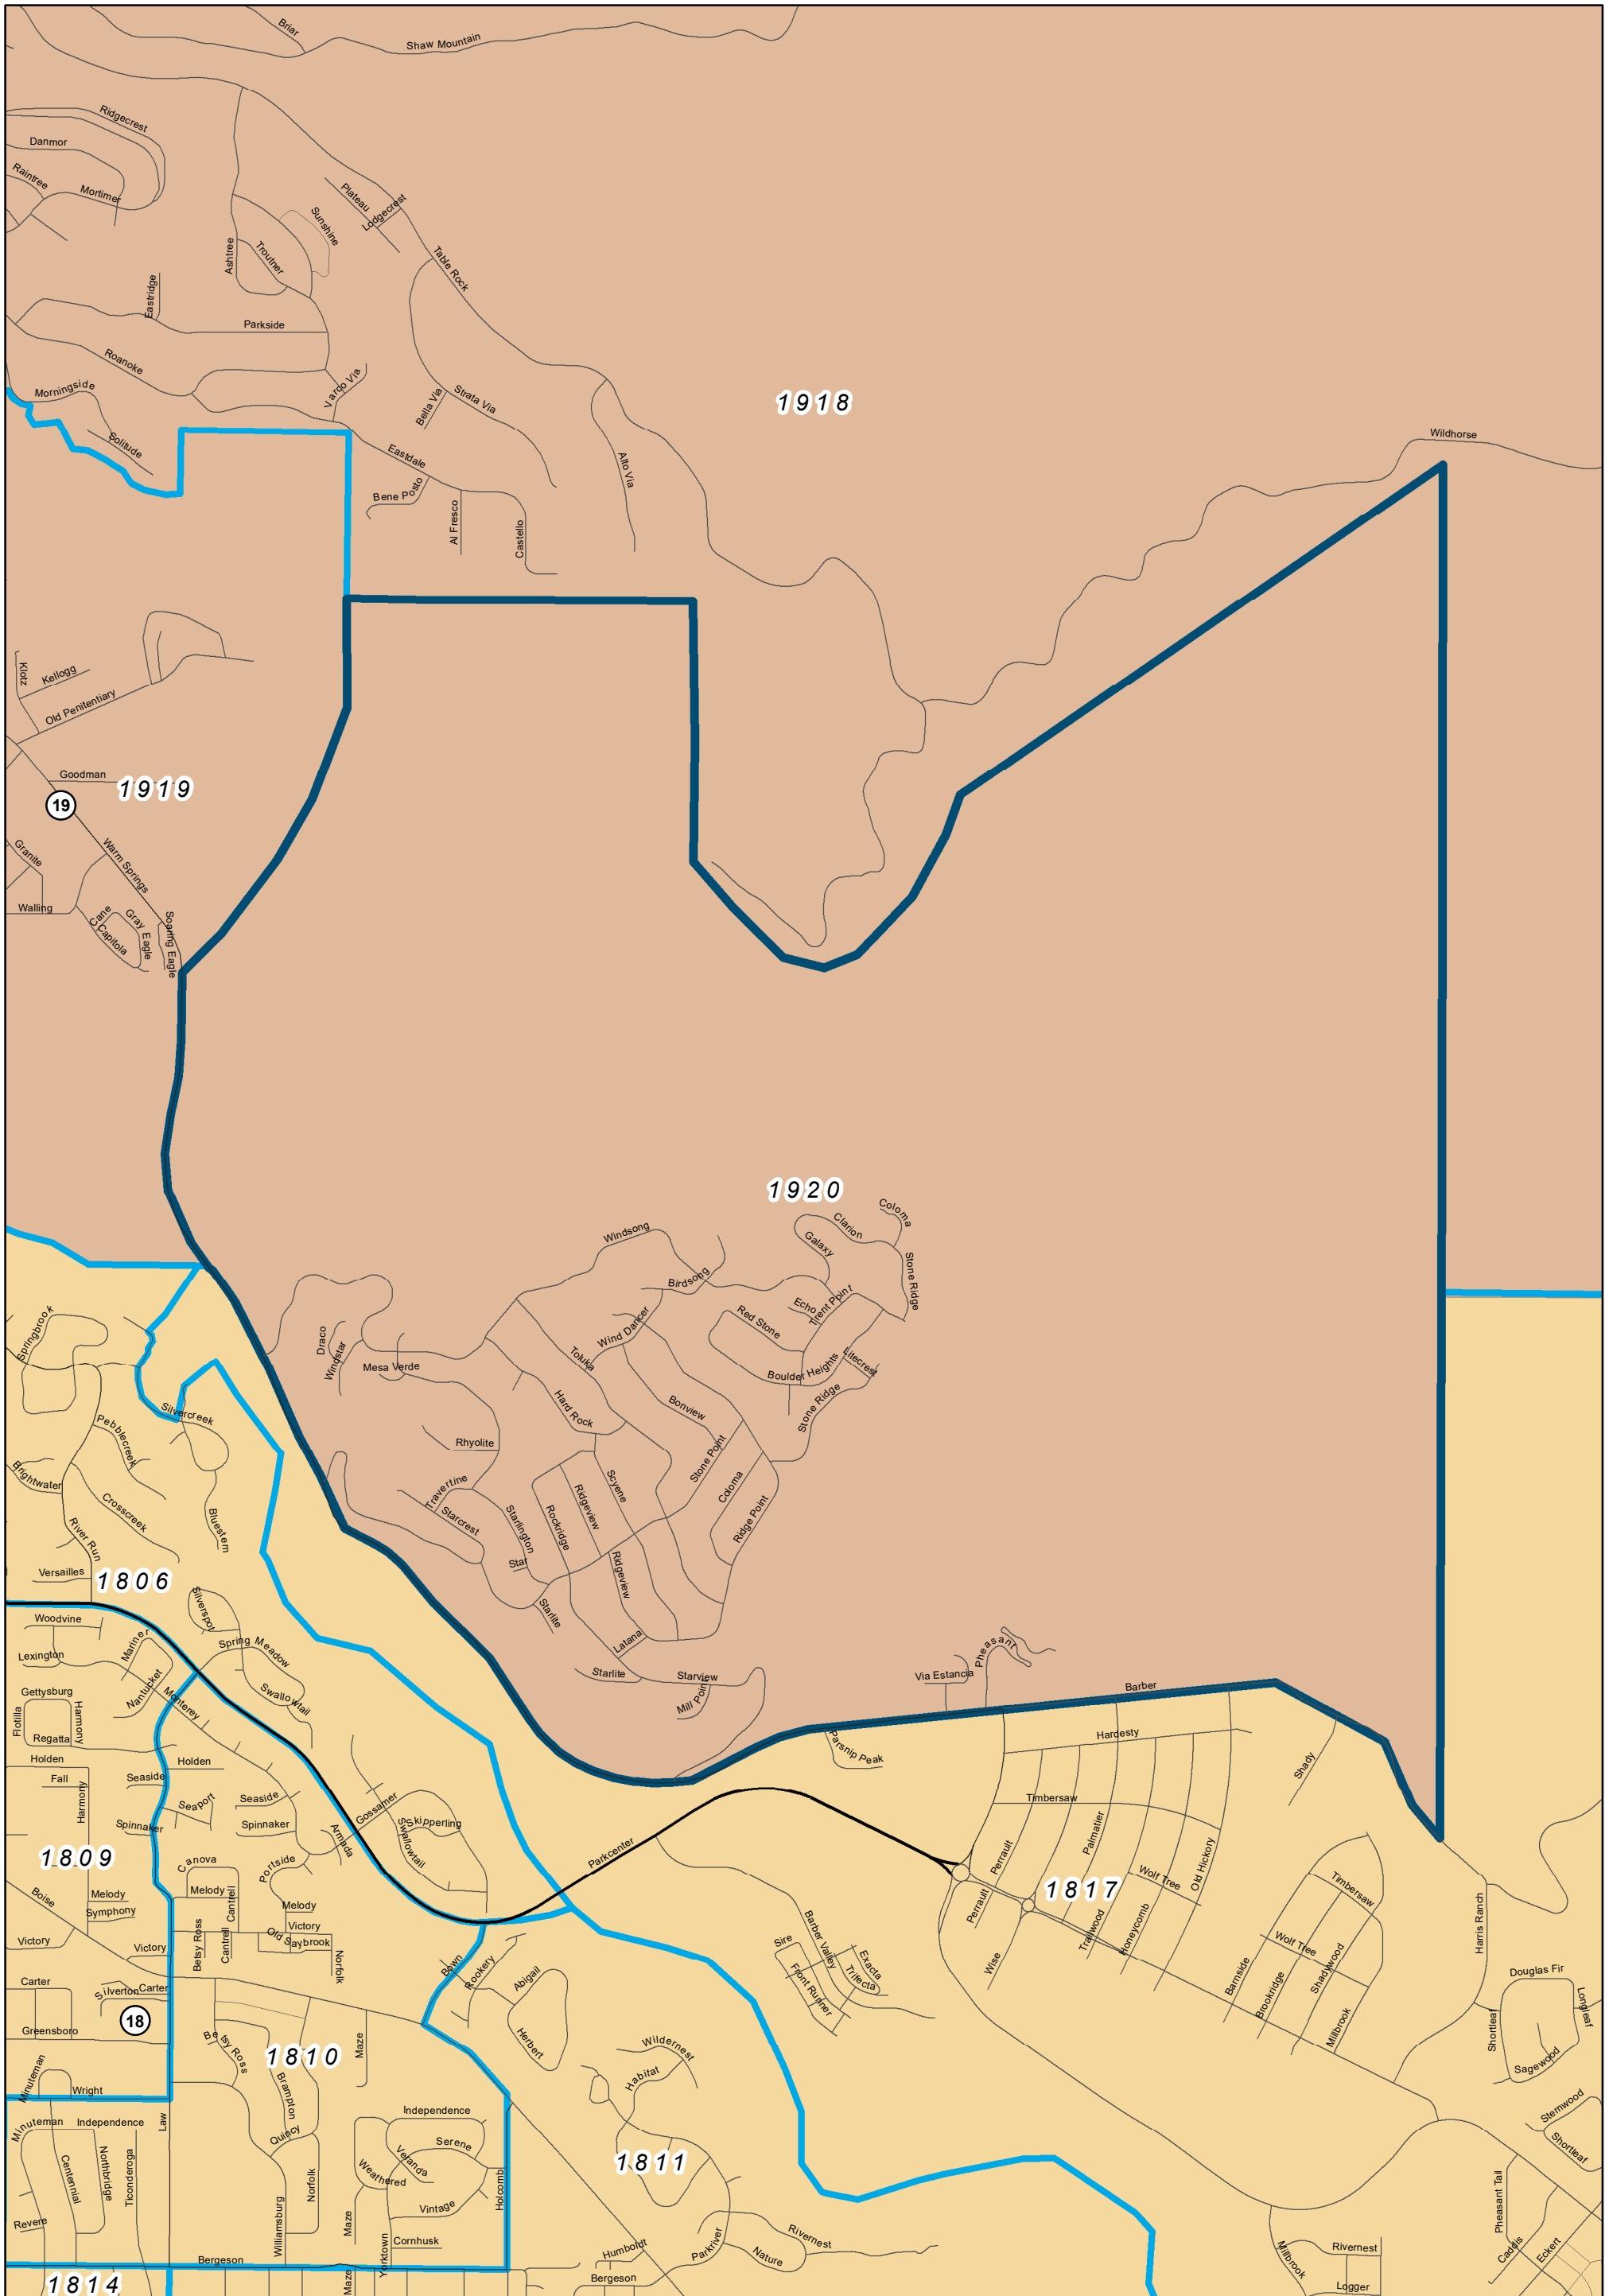 Briar
Shaw Mountain
Ridgecrest
Danmor
Raintree
Mortimer
Plateau
Lodgecrest
Sunshine
Ashtree
Troutner
Table Rock
Eastridge
Parkside
Roanoke
Varco Via
Morningside
Bella Via
Strata Via
1918
Solitude
Wildhorse
Eastdale
Alto Via
Bene Posto
Al Fresco
Castello
Klotz
Kellogg
Old Penitentiary
Goodman
1919
19
Granite
Warm Springs
Walling
Cane
Gray Eagle
Capitola
Soaring Eagle
1920
Coloma
Clarion
Windsong
Galaxy
Stone Ridge
Birdsong
Echo
Trent Point
Springbrook
Draco
Windstar
Wind Dancer
Red Stone
Toluka
Mesa Verde
Boulder Heights
Litecrest
Silvercreek
Hard Rock
Bonview
Stone Ridge
Pebblecreek
Rhyolite
Stone Point
Brightwater
Crosscreek
Travertine
Scyene
Coloma
Ridgeview
Bluestem
Starcrest
Starlington
Rockridge
Ridge Point
River Run
Star
Ridgeview
Versailles
1806
Silverspot
Starlite
Woodvine
Lexington
Mariner
Spring Meadow
Latana
Pheasant
Starlite
Starview
Via Estancia
Nantucket
Gettysburg
Swallowtail
Mill Point
Barber
Monterey
Flotilla
Harmony
Regatta
Hardesty
Parsnip Peak
Holden
Holden
Fall
Seaside
Shady
Harmony
Seaport
Seaside
Timbersaw
Gossamer
Skipperling
Spinnaker
Spinnaker
Armada
Swallowtail
Palmatier
Parkcenter
Perrault
1809
Canova
Portside
Old Hickory
Wolf Tree
1817
Timbersaw
Boise
Melody
Melody
Cantrell
Melody
Perrault
Symphony
Victory
Victory
Victory
Betsy Ross
Cantrell
Old Saybrook
Norfolk
Barber Valley
Sire
Exacta
Trifecta
Front Runner
Trailwood
Honeycomb
Wise
Wolf Tree
Shadywood
Harris Ranch
Bown
Rookery
Abigail
Barnside
Brookridge
Douglas Fir
Longleaf
Carter
Silverton
Carter
18
Greensboro
Betsy Ross
1810
Maze
Herbert
Millbrook
Shortleaf
Sagewood
Wildernest
Habitat
Minuteman
Wright
Brampton
Independence
Stemwood
Minuteman
Independence
Law
Quincy
Serene
Shortleaf
Northbridge
Ticonderoga
Centennial
Veranda
Weathered
1811
Norfolk
Holcomb
Pheasant Tail
Revere
Williamsburg
Maze
Vintage
Yorktown
Cornhusk
Humboldt
Parkriver
Rivernest
Nature
Millbrook
Rivernest
Caddis
Eckert
Bergeson
1814
Maze
Bergeson
Logger